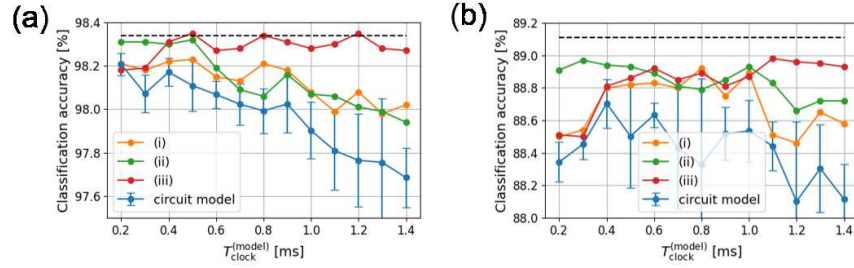 (a)
Classification accuracy [%]
98.4
98.2
98.0
97.8
97.6
(i)
(ii)
(iii)
circuit model
0.2 0.4 0.6 0.8 1.0 1.2 1.4
T_clock^(model) [ms]
(b)
Classification accuracy [%]
89.2
89.0
88.8
88.6
88.4
88.2
88.0
(i)
(ii)
(iii)
circuit model
0.2 0.4 0.6 0.8 1.0 1.2 1.4
T_clock^(model) [ms]